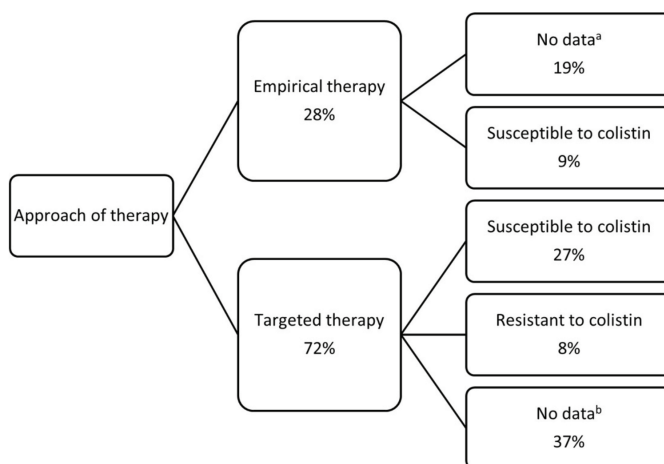 Approach of therapy
Empirical therapy
28%
No dataᵃ
19%
Susceptible to colistin
9%
Targeted therapy
72%
Susceptible to colistin
27%
Resistant to colistin
8%
No dataᵇ
37%